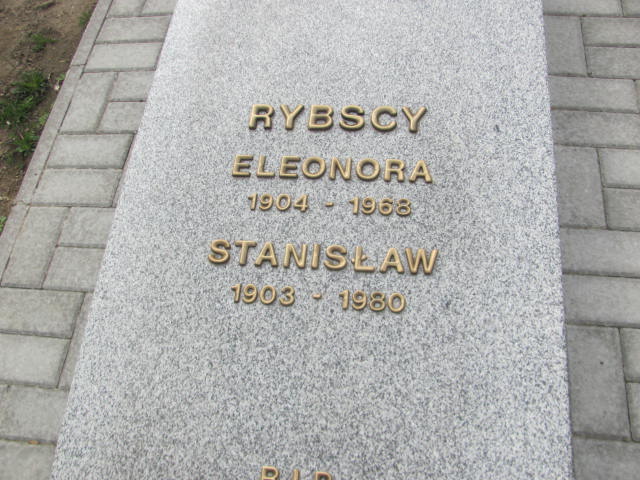 RYBSCY
ELEONORA
1904 - 1968
STANISŁAW
1903 - 1980
R.I.P.